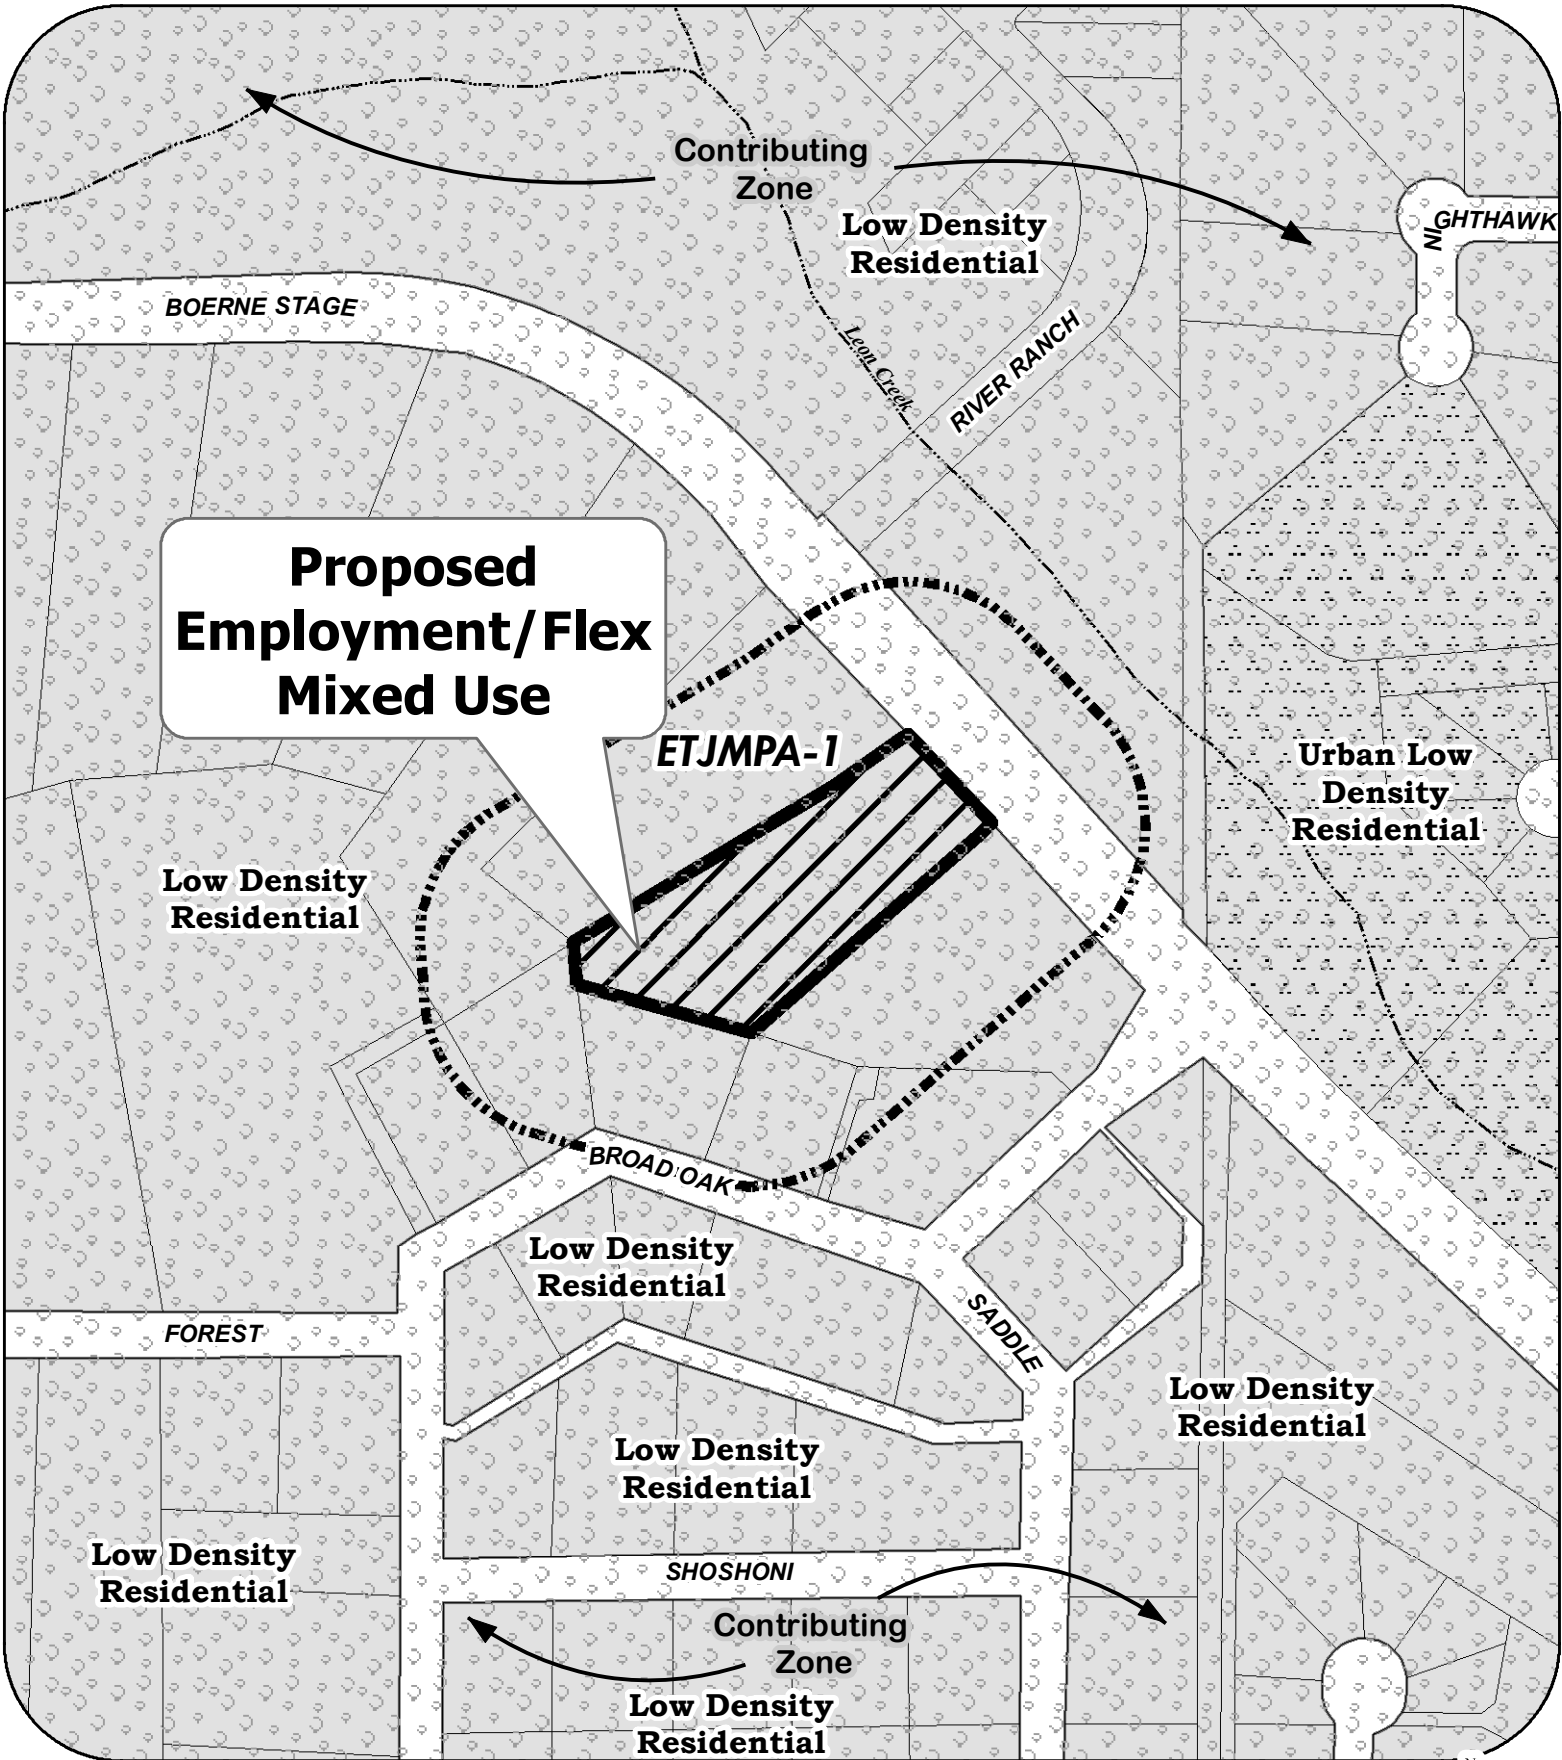 Contributing
Zone
Low Density
Residential
NIGHTHAWK
BOERNE STAGE
Leon Creek
RIVER RANCH
Proposed
Employment/Flex
Mixed Use
ETJMPA-1
Urban Low
Density
Residential
Low Density
Residential
BROAD OAK
Low Density
Residential
SADDLE
FOREST
Low Density
Residential
Low Density
Residential
Low Density
Residential
SHOSHONI
Contributing
Zone
Low Density
Residential